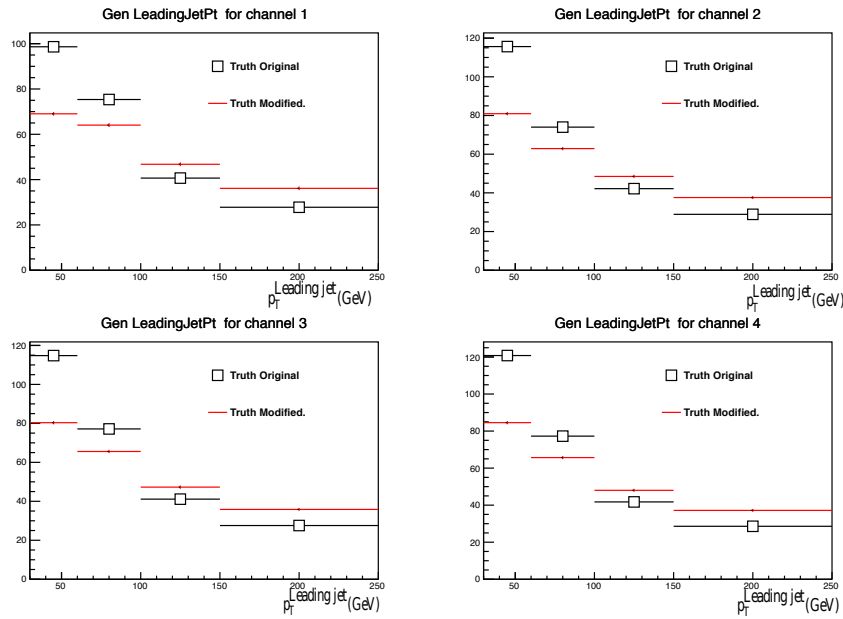 Gen LeadingJetPt for channel 1
100
80
60
40
20
0
50 100 150 200 250
p_T^Leading jet (GeV)
Truth Original
Truth Modified.
Gen LeadingJetPt for channel 2
120
100
80
60
40
20
0
50 100 150 200 250
p_T^Leading jet (GeV)
Truth Original
Truth Modified.
Gen LeadingJetPt for channel 3
120
100
80
60
40
20
0
50 100 150 200 250
p_T^Leading jet (GeV)
Truth Original
Truth Modified.
Gen LeadingJetPt for channel 4
120
100
80
60
40
20
0
50 100 150 200 250
p_T^Leading jet (GeV)
Truth Original
Truth Modified.